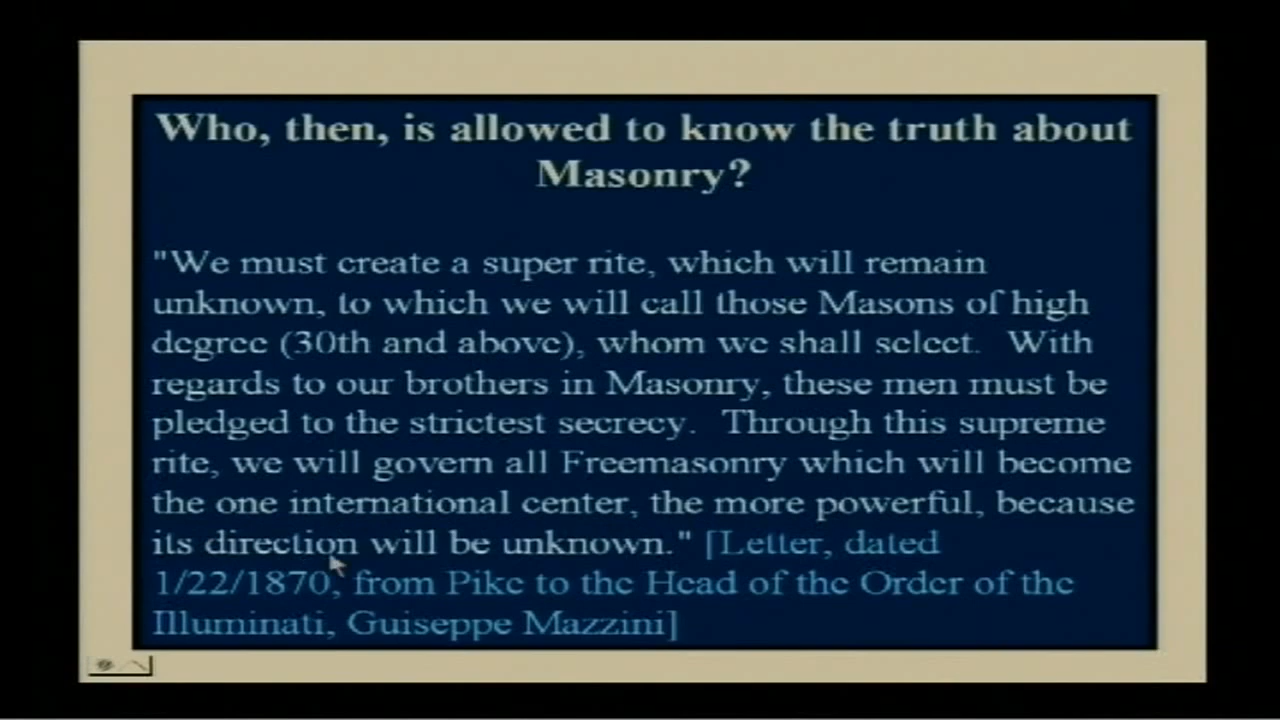 Who, then, is allowed to know the truth about
Masonry?
"We must create a super rite, which will remain
unknown, to which we will call those Masons of high
degree (30th and above), whom we shall select.  With
regards to our brothers in Masonry, these men must be
pledged to the strictest secrecy.  Through this supreme
rite, we will govern all Freemasonry which will become
the one international center, the more powerful, because
its direction will be unknown." [Letter, dated
1/22/1870, from Pike to the Head of the Order of the
Illuminati, Guiseppe Mazzini]